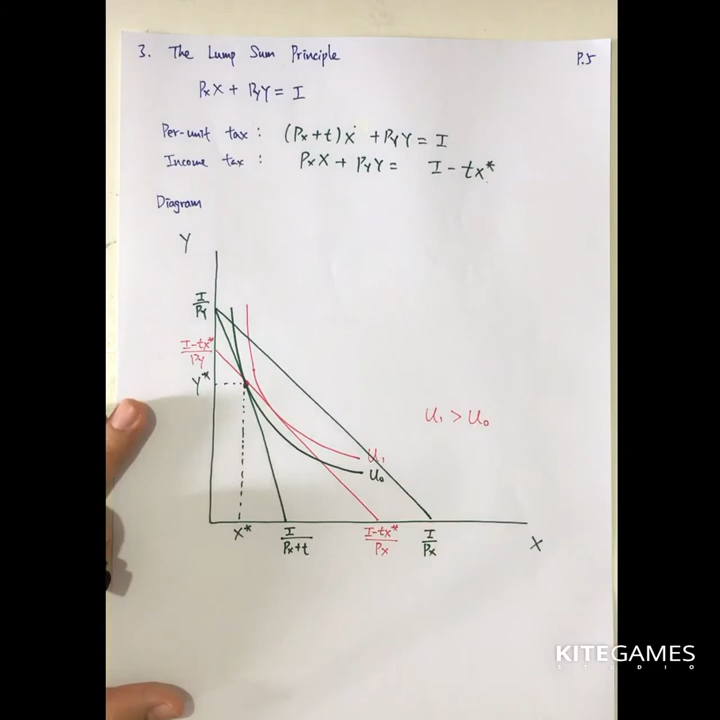 3. The Lump Sum Principle
P.5
PxX + PyY = I
Per-unit tax : (Px+t)X + PyY = I
Income tax : PxX + PyY = I - tx*
Diagram
Y
I/Py
I-tx*/Py
Y*
U1 > U0
U1
U0
X*
I/Px+t
I-tx*/Px
I/Px
X
KITEGAMES
STUDIO